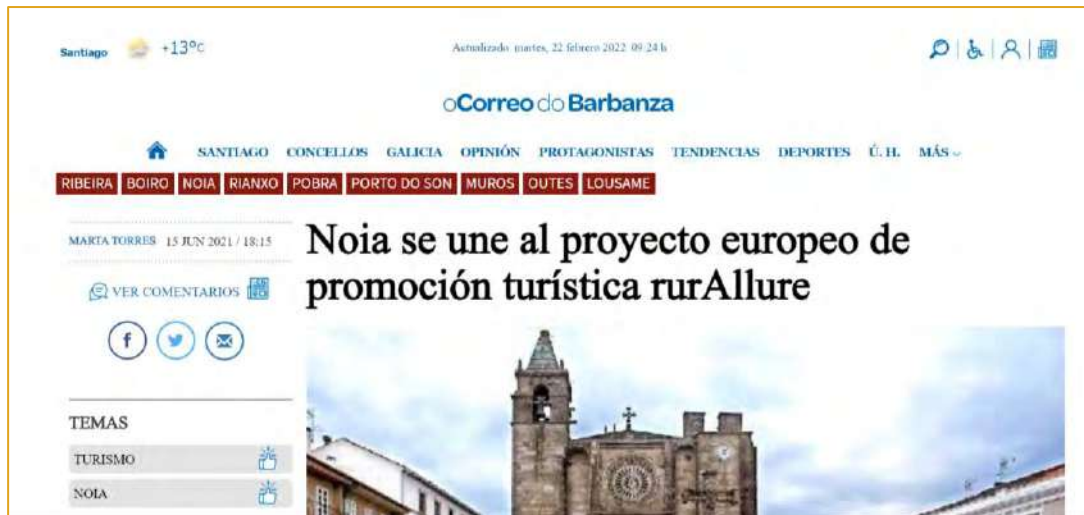 Santiago +13ºC
Actualizado martes, 22 febrero 2022 09:24 h
oCorreo do Barbanza
SANTIAGO CONCELLOS GALICIA OPINIÓN PROTAGONISTAS TENDENCIAS DEPORTES Ú. H. MÁS
RIBEIRA BOIRO NOIA RIANXO POBRA PORTO DO SON MUROS OUTES LOUSAME
MARTA TORRES 15 JUN 2021 / 18:15
VER COMENTARIOS
Noia se une al proyecto europeo de
promoción turística rurAllure
TEMAS
TURISMO
NOIA